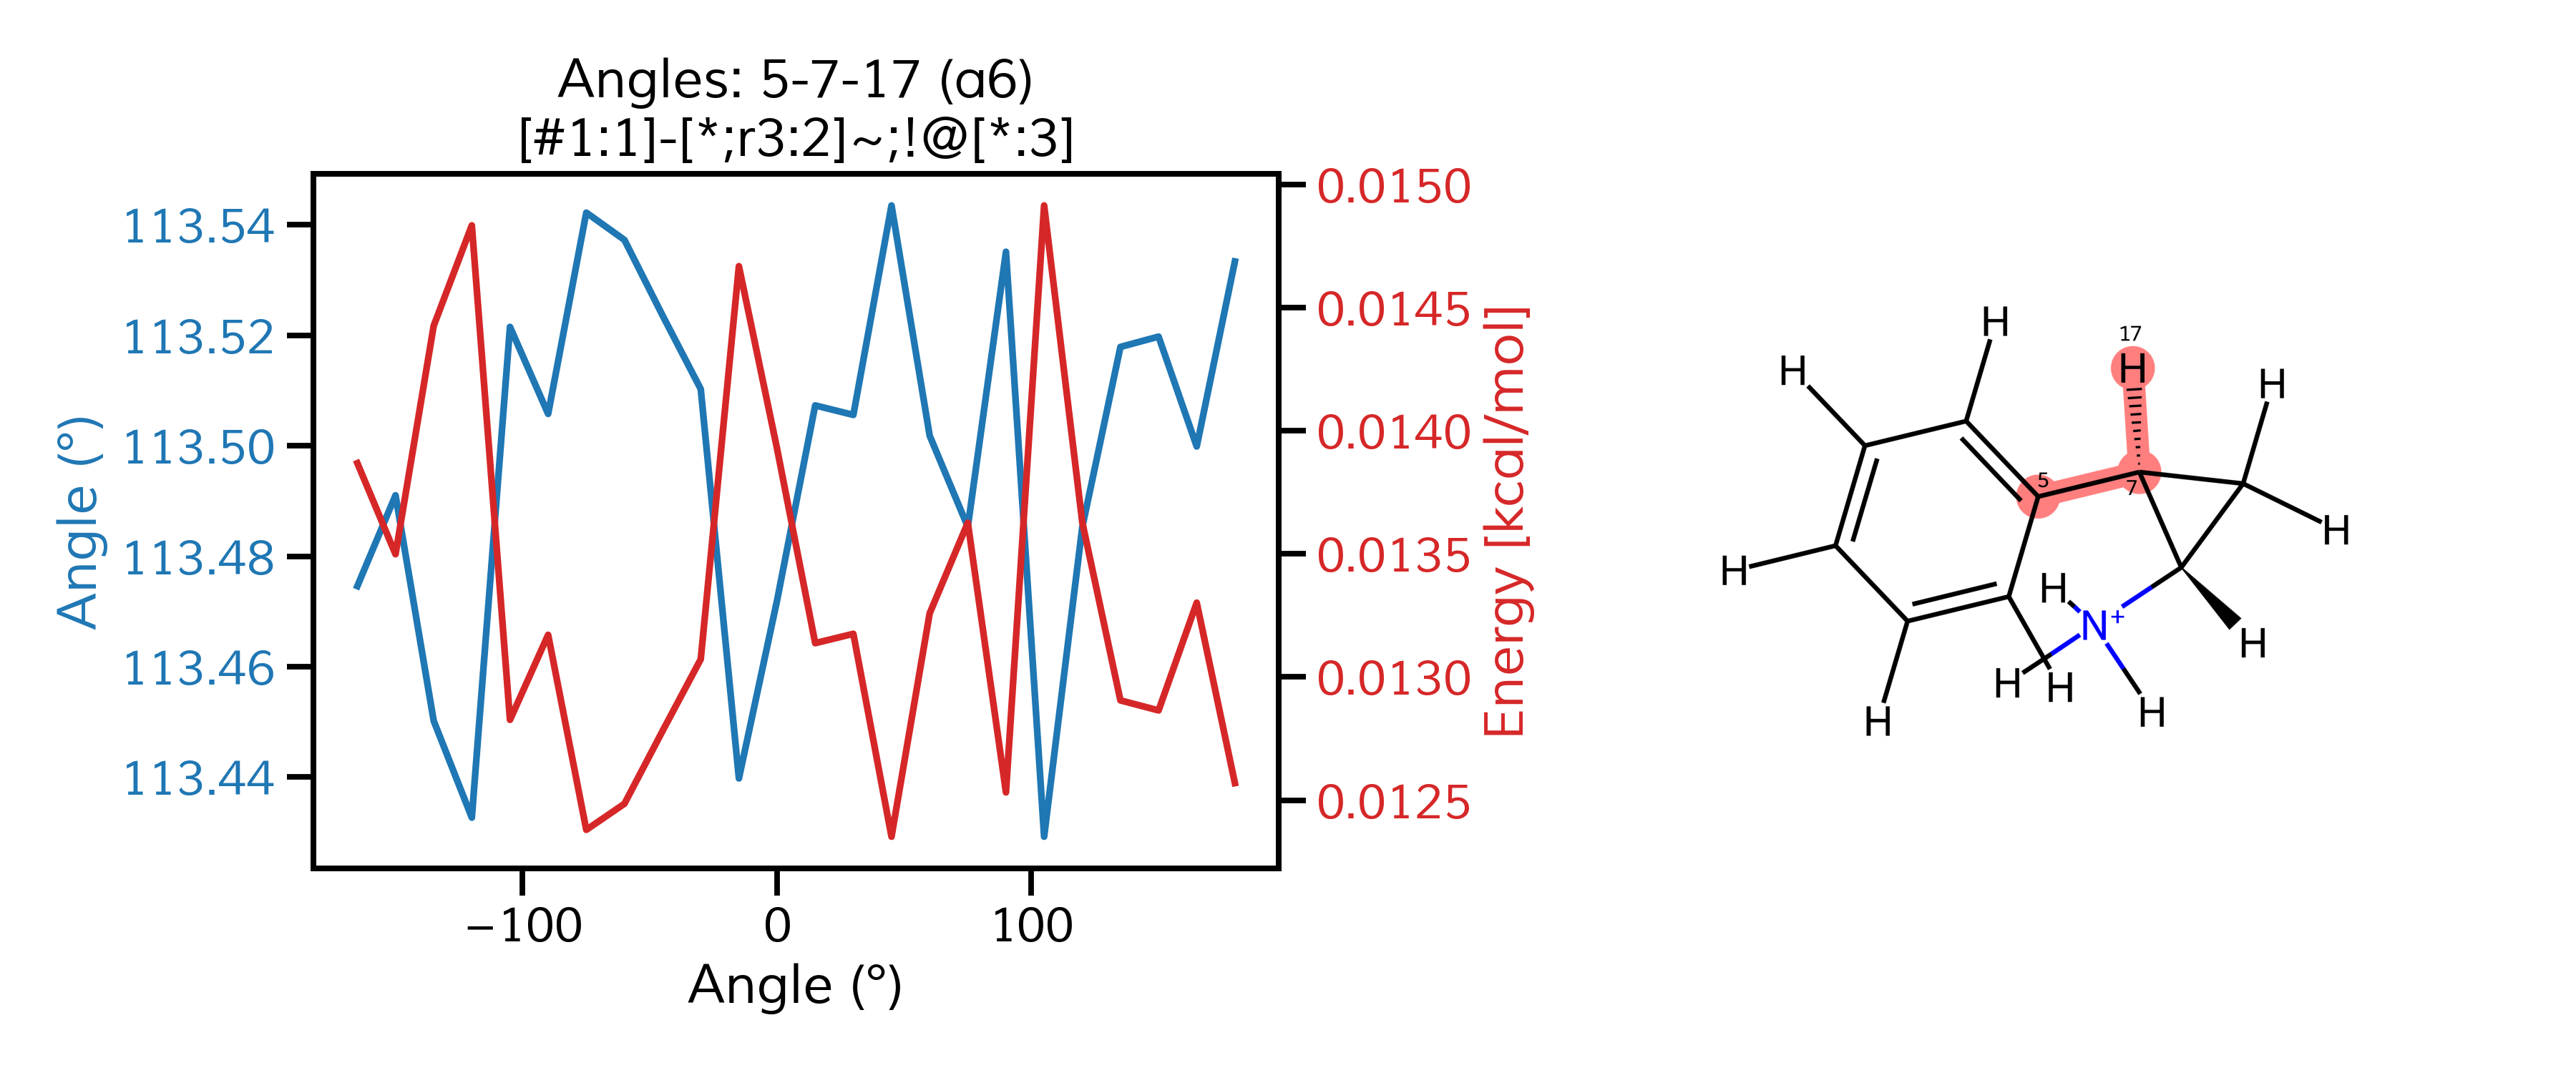 Angles: 5-7-17 (a6)
[#1:1]-[*;r3:2]~;!@[*:3]
113.54
113.52
113.50
113.48
113.46
113.44
Angle (°)
0.0150
0.0145
0.0140
0.0135
0.0130
0.0125
Energy [kcal/mol]
−100
0
100
Angle (°)
H
17
H
H
H
5
7
H
H
H
N+
H
H
H
H
H